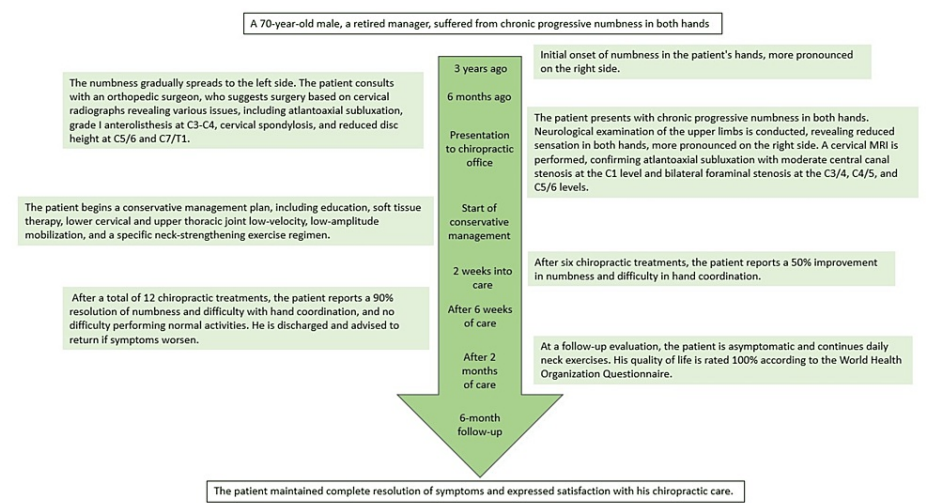 A 70-year-old male, a retired manager, suffered from chronic progressive numbness in both hands
3 years ago
Initial onset of numbness in the patient's hands, more pronounced
on the right side.
6 months ago
The numbness gradually spreads to the left side. The patient consults
with an orthopedic surgeon, who suggests surgery based on cervical
radiographs revealing various issues, including atlantoaxial subluxation,
grade I anterolisthesis at C3-C4, cervical spondylosis, and reduced disc
height at C5/6 and C7/T1.
Presentation
to chiropractic
office
The patient presents with chronic progressive numbness in both hands.
Neurological examination of the upper limbs is conducted, revealing reduced
sensation in both hands, more pronounced on the right side. A cervical MRI is
performed, confirming atlantoaxial subluxation with moderate central canal
stenosis at the C1 level and bilateral foraminal stenosis at the C3/4, C4/5, and
C5/6 levels.
Start of
conservative
management
The patient begins a conservative management plan, including education, soft tissue
therapy, lower cervical and upper thoracic joint low-velocity, low-amplitude
mobilization, and a specific neck-strengthening exercise regimen.
2 weeks into
care
After six chiropractic treatments, the patient reports a 50% improvement
in numbness and difficulty in hand coordination.
After 6 weeks
of care
After a total of 12 chiropractic treatments, the patient reports a 90%
resolution of numbness and difficulty with hand coordination, and no
difficulty performing normal activities. He is discharged and advised to
return if symptoms worsen.
After 2
months
of care
At a follow-up evaluation, the patient is asymptomatic and continues daily
neck exercises. His quality of life is rated 100% according to the World Health
Organization Questionnaire.
6-month
follow-up
The patient maintained complete resolution of symptoms and expressed satisfaction with his chiropractic care.